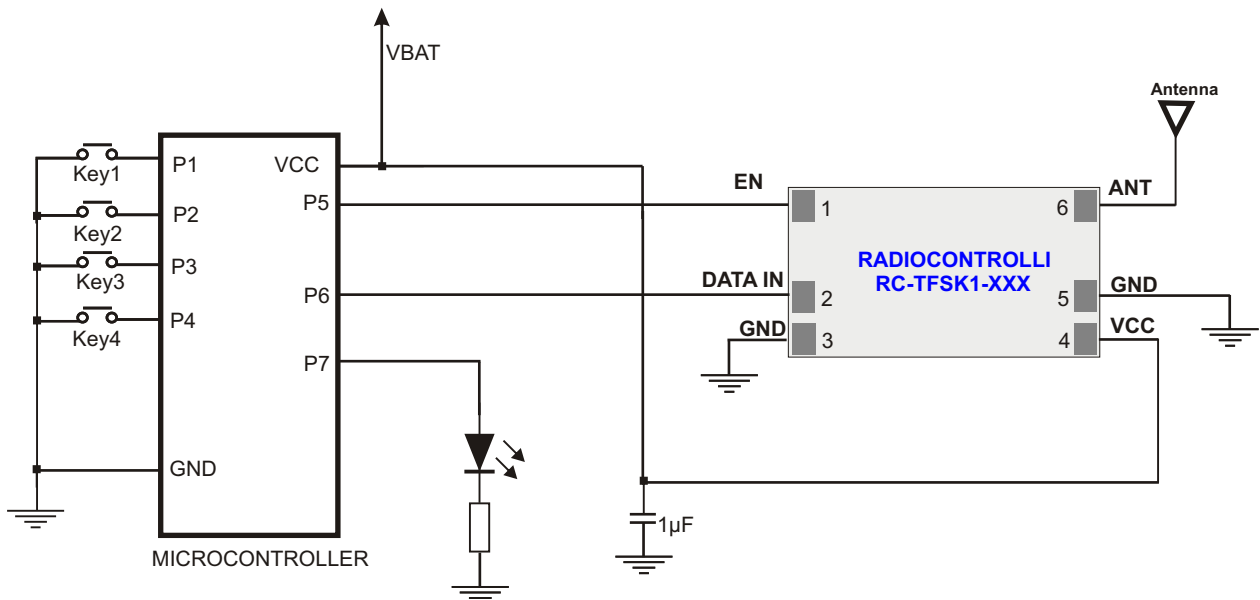 VBAT
Antenna
Key1
P1
VCC
P5
EN
ANT
1
6
Key2
P2
RADIOCONTROLLI
RC-TFSK1-XXX
Key3
P3
P6
DATA IN
2
5
GND
Key4
P4
GND
3
4
VCC
P7
GND
1µF
MICROCONTROLLER